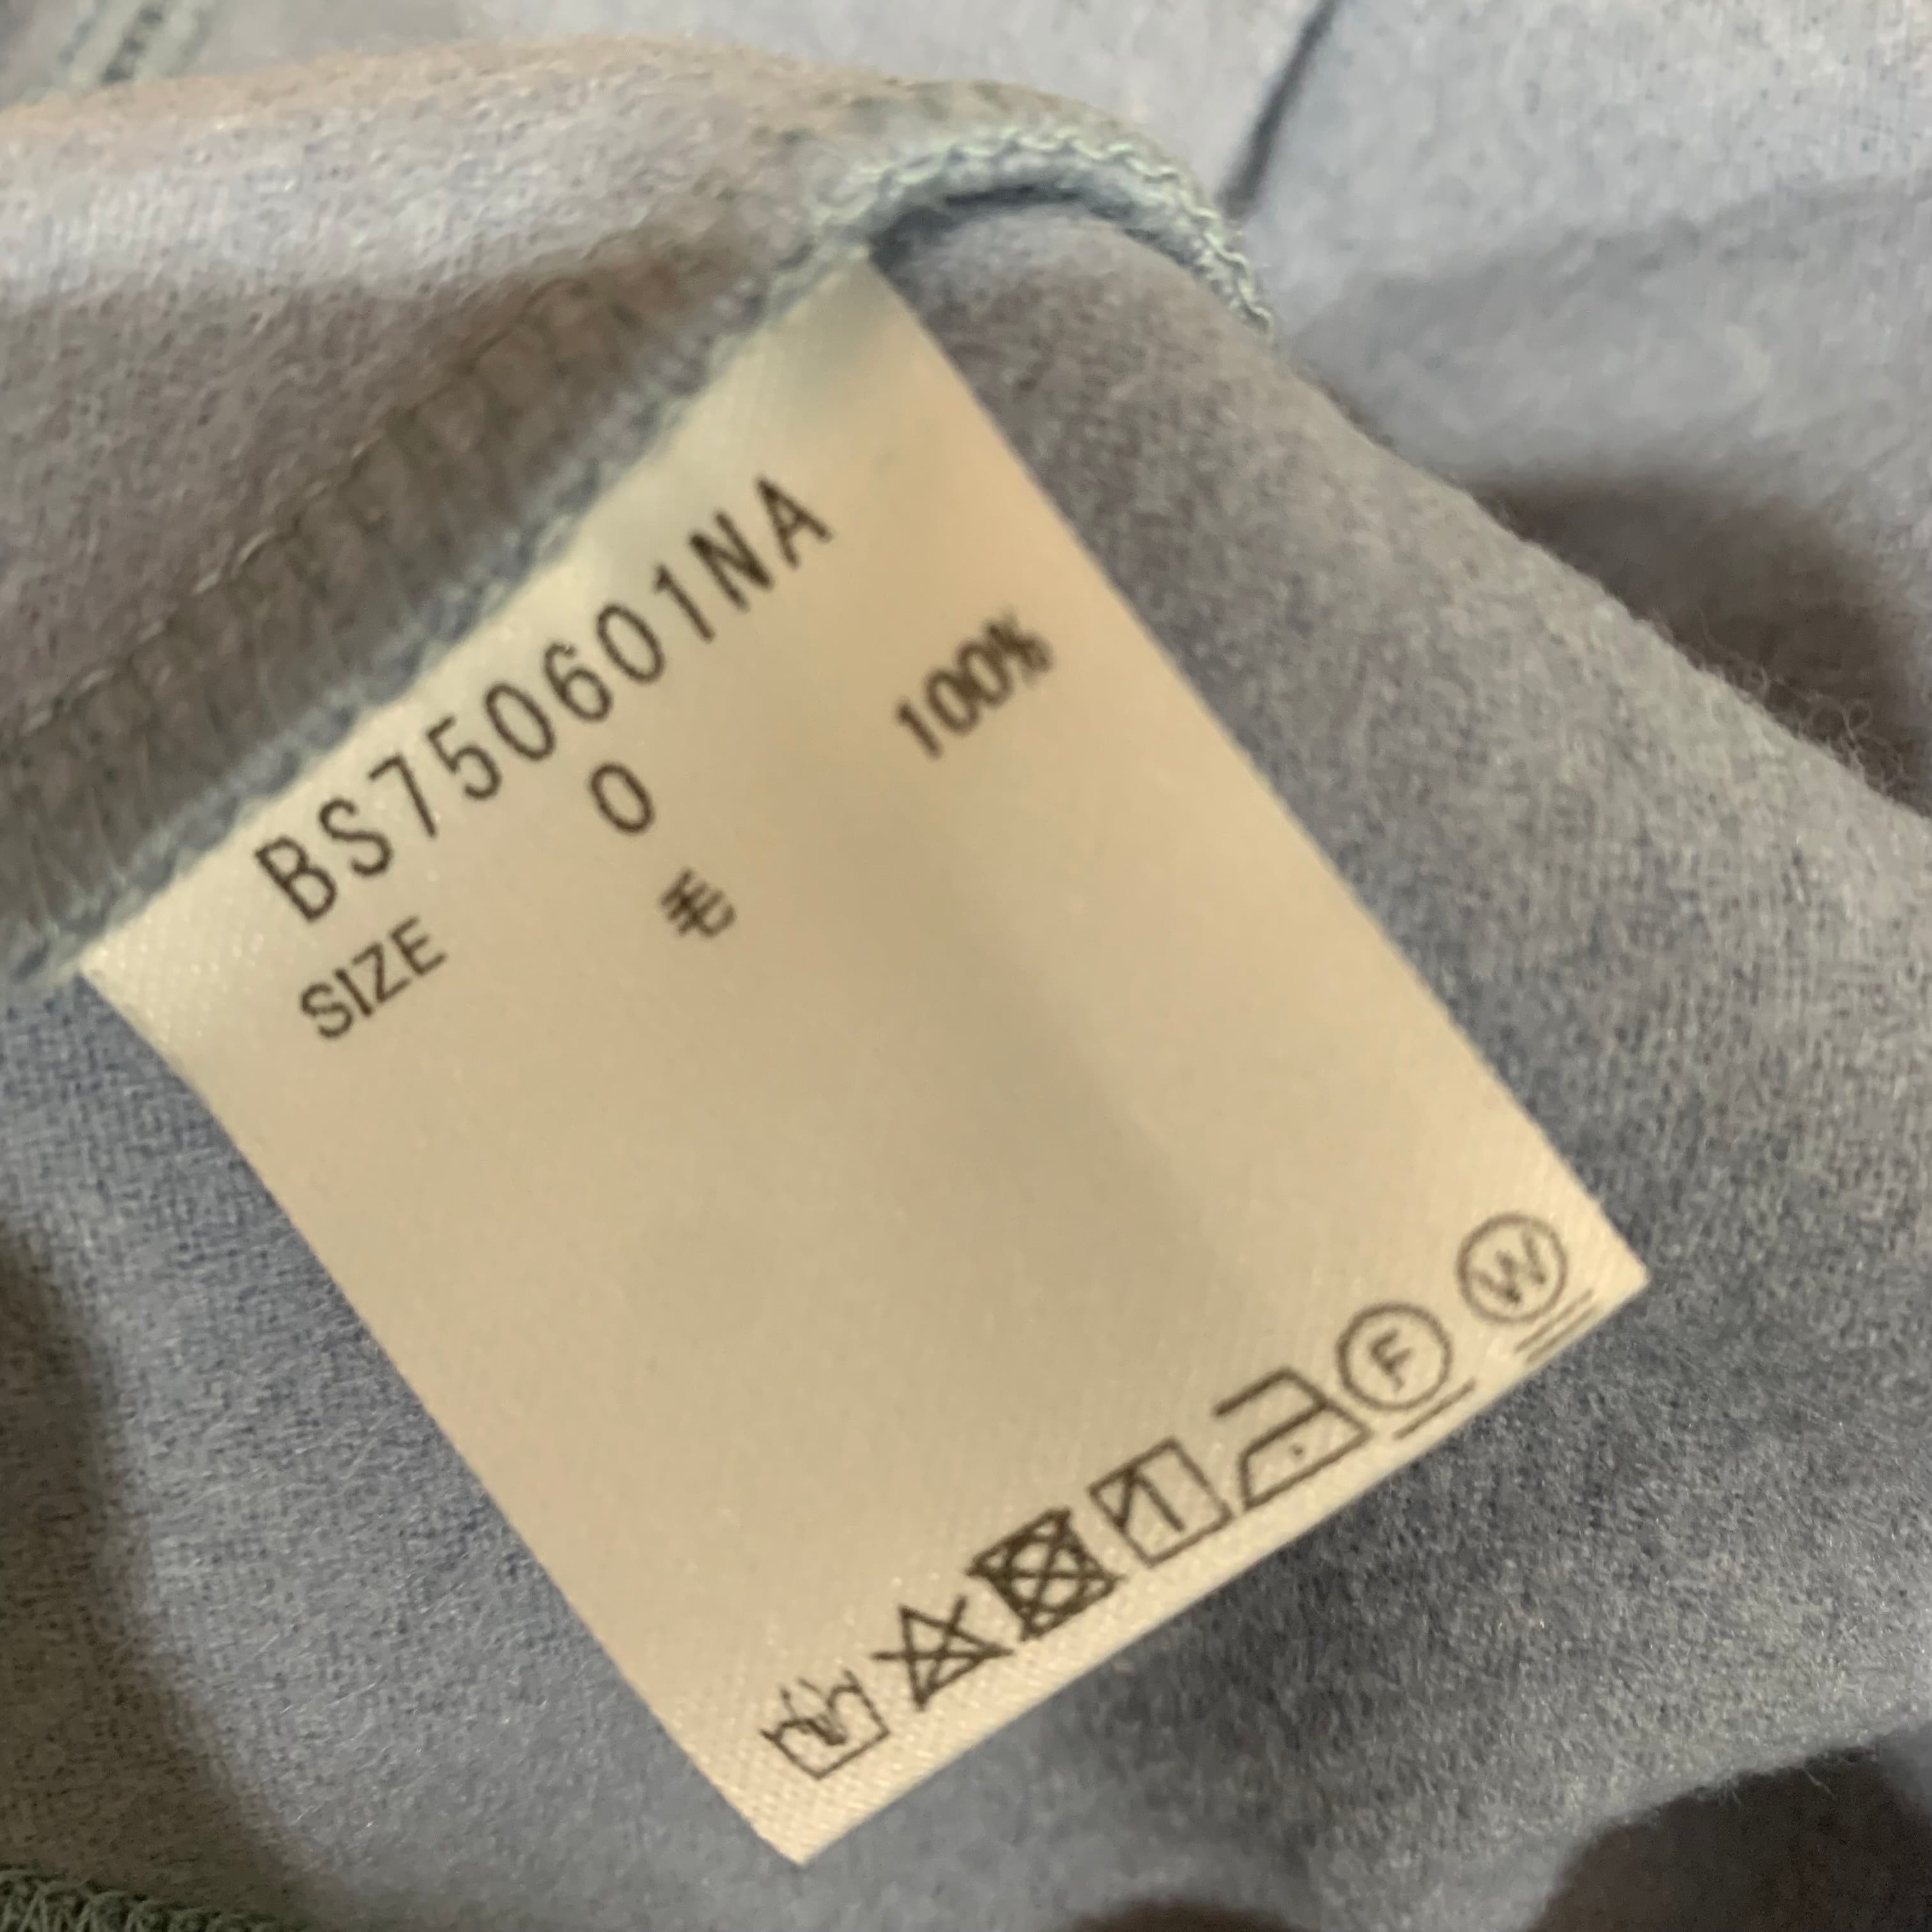 BS750601NA
SIZE 0
毛 100%
F W